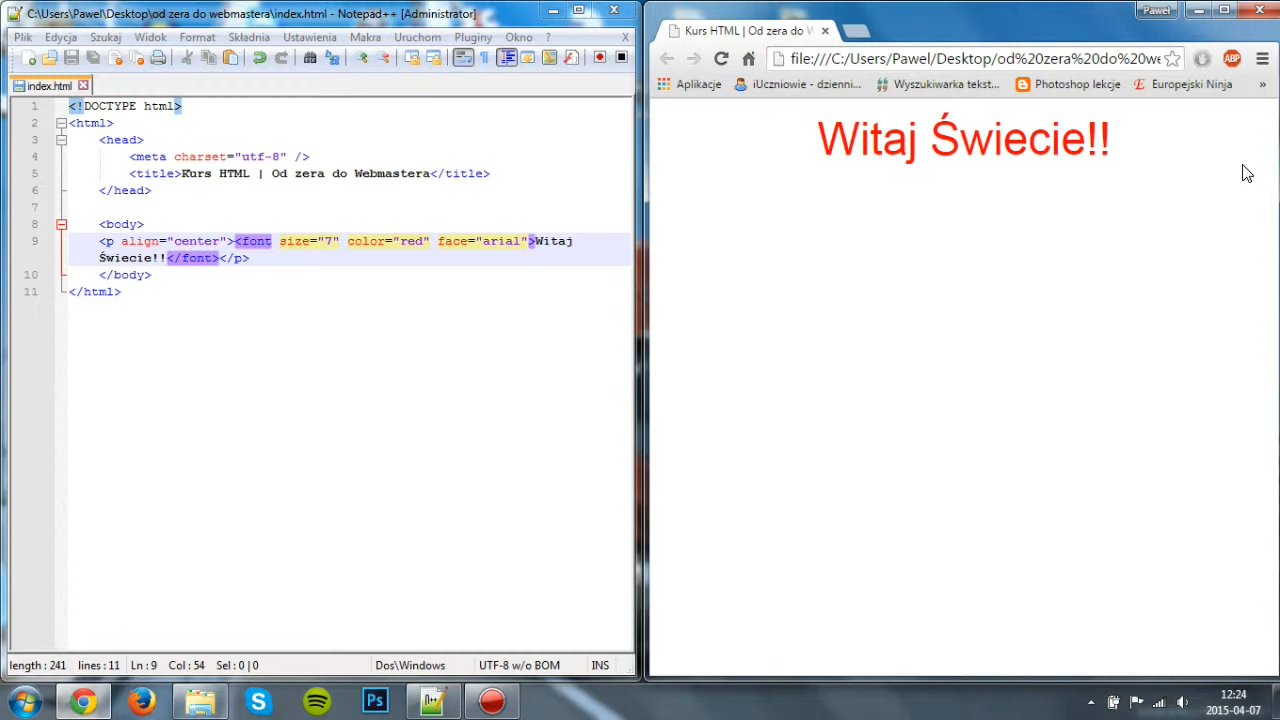 C:\Users\Pawel\Desktop\od zera do webmastera\index.html - Notepad++ [Administrator]
Plik Edycja Szukaj Widok Format Składnia Ustawienia Makra Uruchom Pluginy Okno ? X
index.html
1 <!DOCTYPE html>
2 <html>
3 <head>
4 <meta charset="utf-8" />
5 <title>Kurs HTML | Od zera do Webmastera</title>
6 </head>
7
8 <body>
9 <p align="center"><font size="7" color="red" face="arial">Witaj
Świecie!!</font></p>
10 </body>
11 </html>
length : 241 lines : 11 Ln : 9 Col : 54 Sel : 0 | 0 Dos\Windows UTF-8 w/o BOM INS
Pawel
Kurs HTML | Od zera do W
file:///C:/Users/Pawel/Desktop/od%20zera%20do%20we
ABP
Aplikacje iUczniowie - dzienni... Wyszukiwarka tekst... Photoshop lekcje E Europejski Ninja »
Witaj Świecie!!
Ps
n++
12:24
2015-04-07